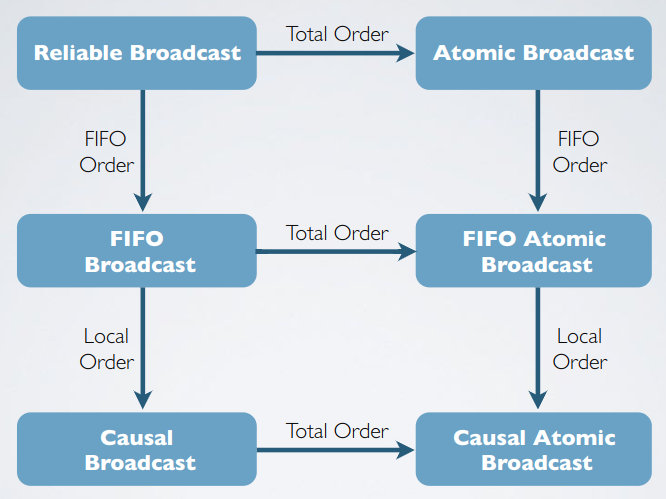 Reliable Broadcast
Total Order
Atomic Broadcast
FIFO
Order
FIFO
Order
FIFO
Broadcast
Total Order
FIFO Atomic
Broadcast
Local
Order
Local
Order
Causal
Broadcast
Total Order
Causal Atomic
Broadcast